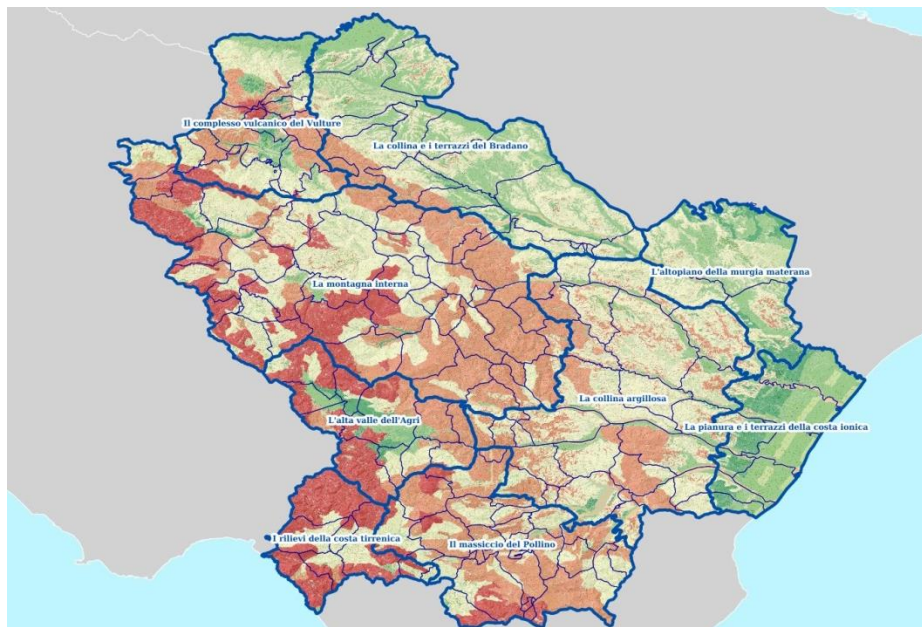 Il complesso vulcanico del Vulture
La collina e i terrazzi del Bradano
L'altopiano della murgia materana
La montagna interna
La collina argillosa
L'alta valle dell'Agri
La pianura e i terrazzi della costa ionica
I rilievi della costa tirrenica
Il massiccio del Pollino